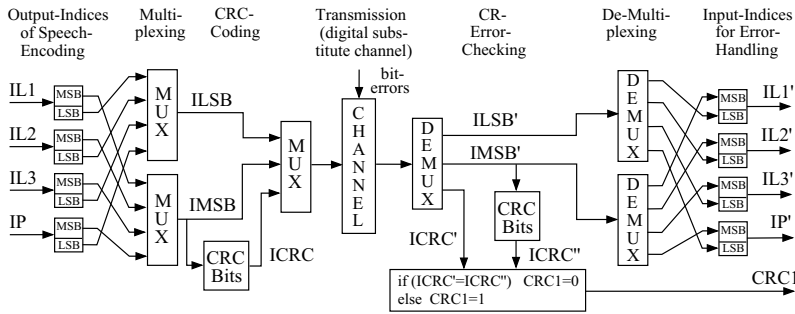 Output-Indices
of Speech-
Encoding
Multi-
plexing
CRC-
Coding
Transmission
(digital subs-
titute channel)
CR-
Error-
Checking
De-Multi-
plexing
Input-Indices
for Error-
Handling
bit-
errors
IL1
MSB
LSB
IL2
MSB
LSB
IL3
MSB
LSB
IP
MSB
LSB
MUX
MUX
ILSB
IMSB
CRC
Bits
ICRC
MUX
CHANNEL
DEMUX
ILSB'
IMSB'
ICRC'
CRC
Bits
ICRC"
if (ICRC'=ICRC") CRC1=0
else CRC1=1
DEMUX
DEMUX
MSB
LSB
IL1'
MSB
LSB
IL2'
MSB
LSB
IL3'
MSB
LSB
IP'
CRC1